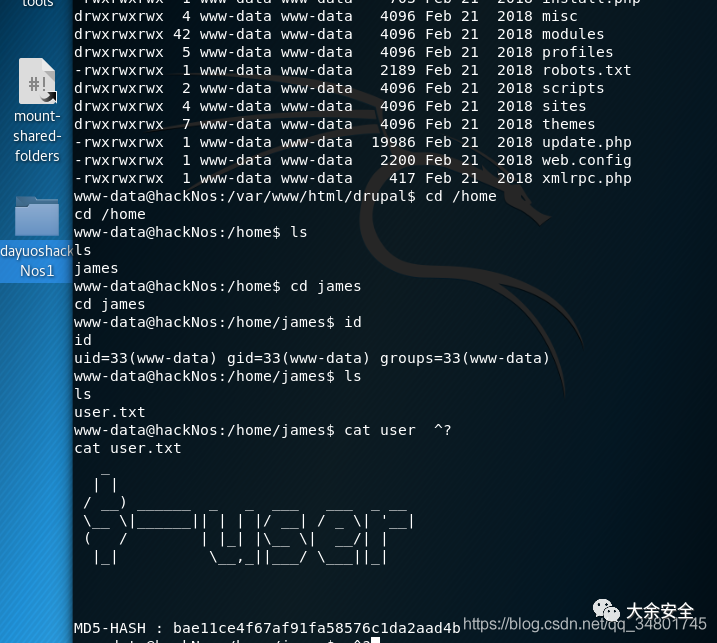 tools
#!
mount-
shared-
folders
dayuoshack
Nos1
-rwxrwxrwx  1 www-data www-data   703 Feb 21  2018 install.php
drwxrwxrwx  4 www-data www-data  4096 Feb 21  2018 misc
drwxrwxrwx 42 www-data www-data  4096 Feb 21  2018 modules
drwxrwxrwx  5 www-data www-data  4096 Feb 21  2018 profiles
-rwxrwxrwx  1 www-data www-data  2189 Feb 21  2018 robots.txt
drwxrwxrwx  2 www-data www-data  4096 Feb 21  2018 scripts
drwxrwxrwx  4 www-data www-data  4096 Feb 21  2018 sites
drwxrwxrwx  7 www-data www-data  4096 Feb 21  2018 themes
-rwxrwxrwx  1 www-data www-data 19986 Feb 21  2018 update.php
-rwxrwxrwx  1 www-data www-data  2200 Feb 21  2018 web.config
-rwxrwxrwx  1 www-data www-data   417 Feb 21  2018 xmlrpc.php
www-data@hackNos:/var/www/html/drupal$ cd /home
cd /home
www-data@hackNos:/home$ ls
ls
james
www-data@hackNos:/home$ cd james
cd james
www-data@hackNos:/home/james$ id
id
uid=33(www-data) gid=33(www-data) groups=33(www-data)
www-data@hackNos:/home/james$ ls
ls
user.txt
www-data@hackNos:/home/james$ cat user  ^?
cat user.txt
$-user
MD5-HASH : bae11ce4f67af91fa58576c1da2aad4b
www-data@hackNos:/home/james$ ^?
大余安全
https://blog.csdn.net/qq_34801745